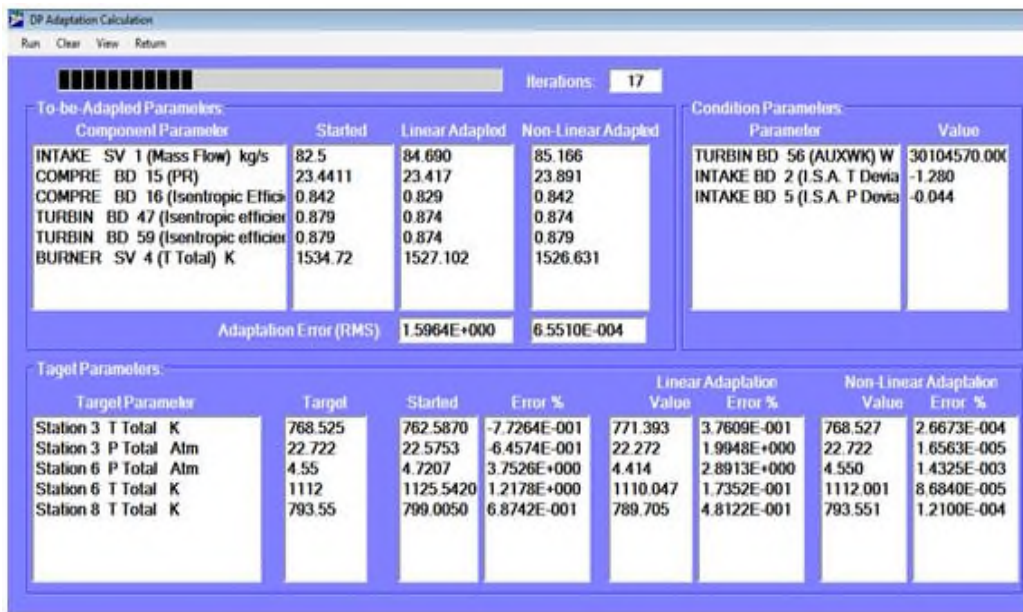 DP Adaptation Calculation
Run Clear View Return
Iterations: 17
To-be-Adapted Parameters:
Component Parameter Started Linear Adapted Non-Linear Adapted
INTAKE SV 1 (Mass Flow) kg/s 82.5 84.690 85.166
COMPRE BD 15 (PR) 23.4411 23.417 23.891
COMPRE BD 16 (Isentropic Effici 0.842 0.829 0.842
TURBIN BD 47 (Isentropic efficier 0.879 0.874 0.874
TURBIN BD 59 (Isentropic efficier 0.879 0.874 0.879
BURNER SV 4 (T Total) K 1534.72 1527.102 1526.631
Adaptation Error (RMS) 1.5964E+000 6.5510E-004
Condition Parameters:
Parameter Value
TURBIN BD 56 (AUXWK) W 30104570.000
INTAKE BD 2 (I.S.A. T Devia -1.280
INTAKE BD 5 (I.S.A. P Devia -0.044
Taget Parameters:
Linear Adaptation Non-Linear Adaptation
Target Parameter Target Started Error % Value Error % Value Error %
Station 3 T Total K 768.525 762.5870 -7.7264E-001 771.393 3.7609E-001 768.527 2.6673E-004
Station 3 P Total Atm 22.722 22.5753 -6.4574E-001 22.272 1.9948E+000 22.722 1.6563E-005
Station 6 P Total Atm 4.55 4.7207 3.7526E+000 4.414 2.8913E+000 4.550 1.4325E-003
Station 6 T Total K 1112 1125.5420 1.2178E+000 1110.047 1.7352E-001 1112.001 8.6840E-005
Station 8 T Total K 793.55 799.0050 6.8742E-001 789.705 4.8122E-001 793.551 1.2100E-004